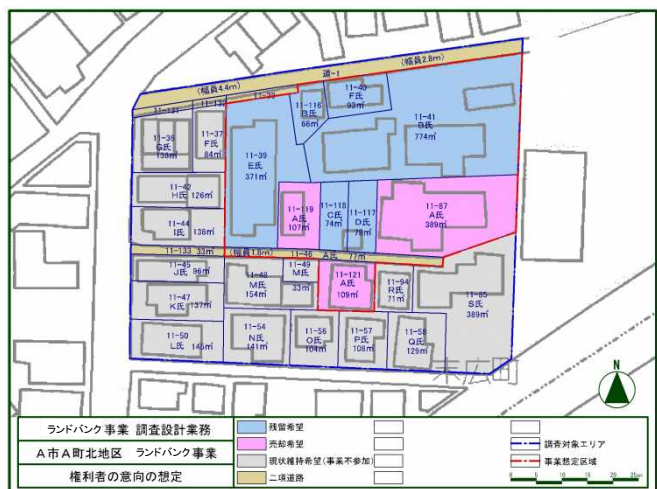 (幅員4.4m)
道-1
(幅員2.8m)
11-131
11-132
11-39
11-36
G氏
138㎡
11-37
F氏
84㎡
11-116
B氏
66㎡
11-40
F氏
93㎡
11-41
B氏
774㎡
11-39
E氏
371㎡
11-42
H氏 126㎡
11-119
A氏
107㎡
11-118
C氏
74㎡
11-117
D氏
78㎡
11-87
A氏
389㎡
11-44
I氏 138㎡
11-133 33㎡
(幅員1.8m)
11-46 A氏 77㎡
11-45
J氏 96㎡
11-48
M氏
154㎡
11-49
M氏
33㎡
11-121
A氏
109㎡
11-94
R氏
71㎡
11-85
S氏
389㎡
11-47
K氏 137㎡
11-50
L氏 145㎡
11-54
N氏
141㎡
11-56
O氏
104㎡
11-57
P氏
108㎡
11-58
Q氏
129㎡
末広町
N
ランドバンク事業 調査設計業務
A市A町北地区 ランドバンク事業
権利者の意向の想定
残留希望
売却希望
現状維持希望(事業不参加)
二項道路
調査対象エリア
事業想定区域
0 5 10 15 20 25m